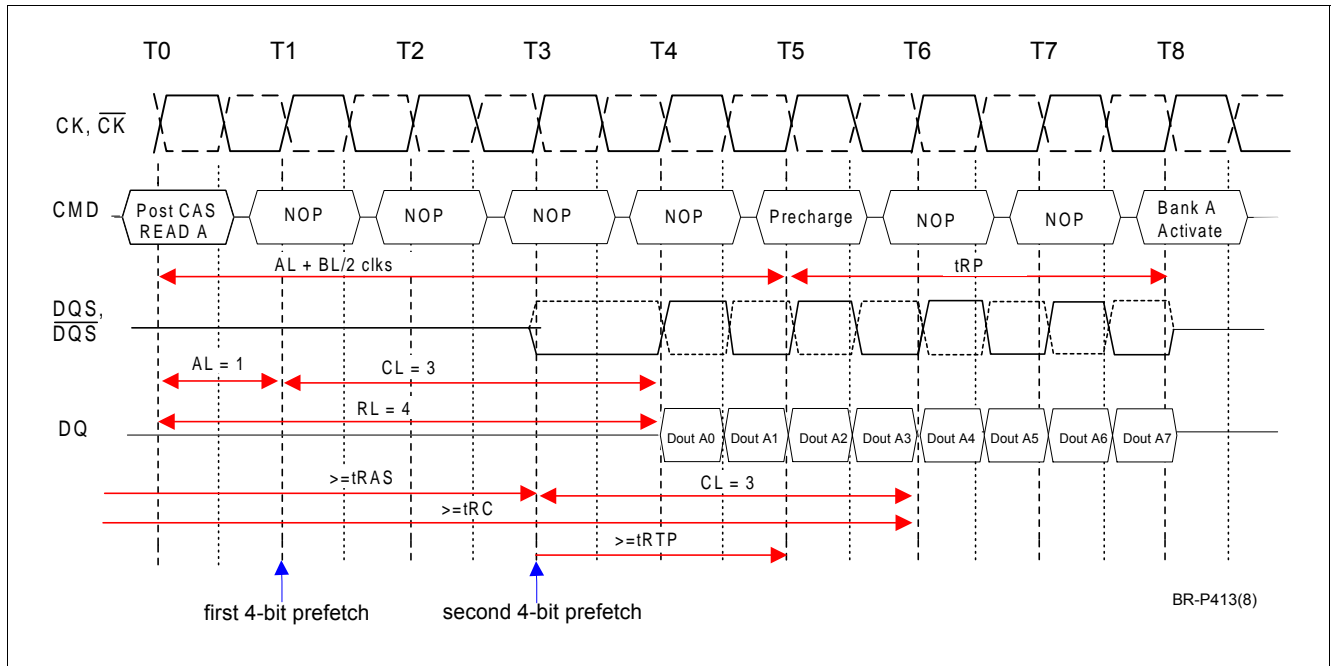 T0 T1 T2 T3 T4 T5 T6 T7 T8
CK, CK
CMD
Post CAS
READ A
NOP
NOP
NOP
NOP
Precharge
NOP
NOP
Bank A
Activate
AL + BL/2 clks
tRP
DQS,
DQS
AL = 1
CL = 3
RL = 4
DQ
Dout A0 Dout A1 Dout A2 Dout A3 Dout A4 Dout A5 Dout A6 Dout A7
>=tRAS
CL = 3
>=tRC
>=tRTP
first 4-bit prefetch
second 4-bit prefetch
BR-P413(8)